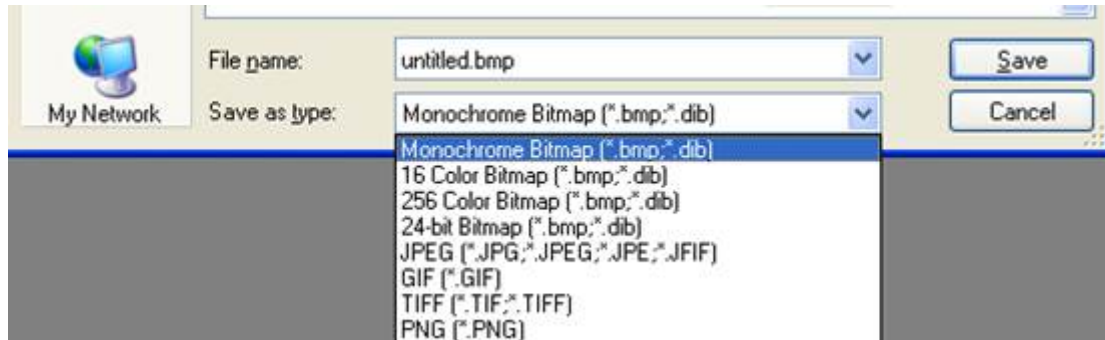 File name:
untitled.bmp
Save
My Network
Save as type:
Monochrome Bitmap (*.bmp;*.dib)
Cancel
Monochrome Bitmap (*.bmp;*.dib)
16 Color Bitmap (*.bmp;*.dib)
256 Color Bitmap (*.bmp;*.dib)
24-bit Bitmap (*.bmp;*.dib)
JPEG (*.JPG;*.JPEG;*.JPE;*.JFIF)
GIF (*.GIF)
TIFF (*.TIF;*.TIFF)
PNG (*.PNG)